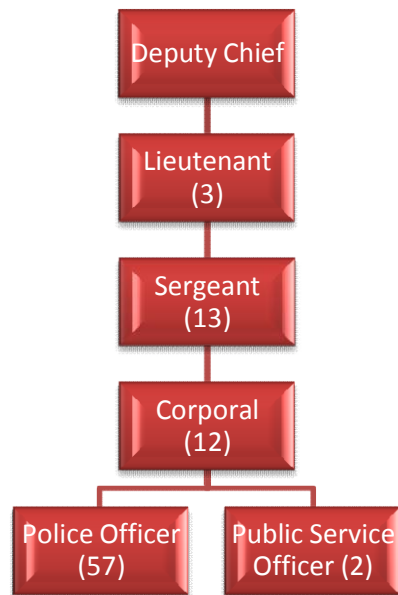 Deputy Chief
Lieutenant
(3)
Sergeant
(13)
Corporal
(12)
Police Officer
(57)
Public Service
Officer (2)